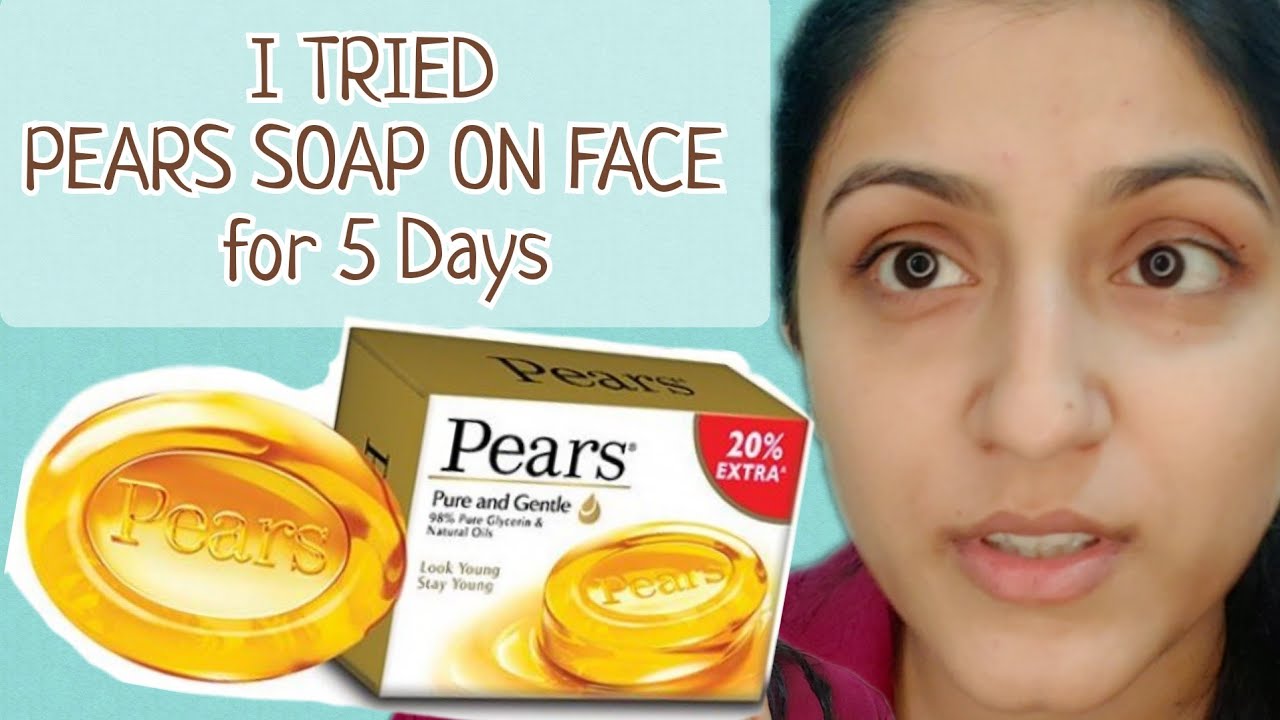 I TRIED
PEARS SOAP ON FACE
for 5 Days
Pears
Pears®
20%
EXTRA^
Pure and Gentle
98% Pure Glycerin &
Natural Oils
Look Young
Stay Young
Pears
Pears